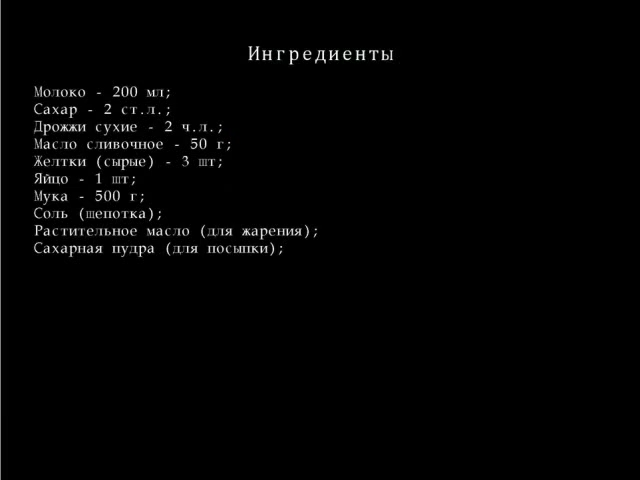 Ингредиенты
Молоко - 200 мл;
Сахар - 2 ст.л.;
Дрожжи сухие - 2 ч.л.;
Масло сливочное - 50 г;
Желтки (сырые) - 3 шт;
Яйцо - 1 шт;
Мука - 500 г;
Соль (щепотка);
Растительное масло (для жарения);
Сахарная пудра (для посыпки);